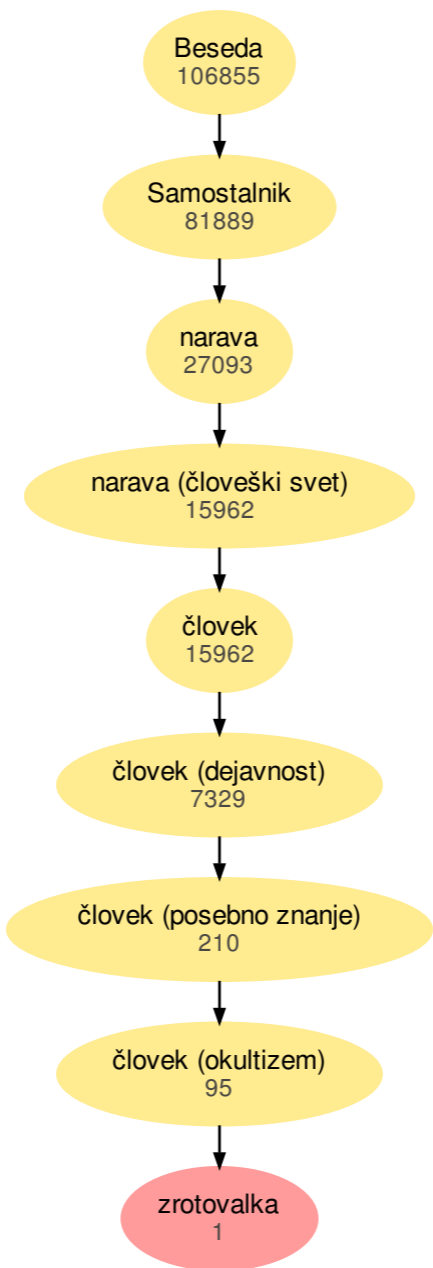 Beseda
106855
Samostalnik
81889
narava
27093
narava (človeški svet)
15962
človek
15962
človek (dejavnost)
7329
človek (posebno znanje)
210
človek (okultizem)
95
zrotovalka
1